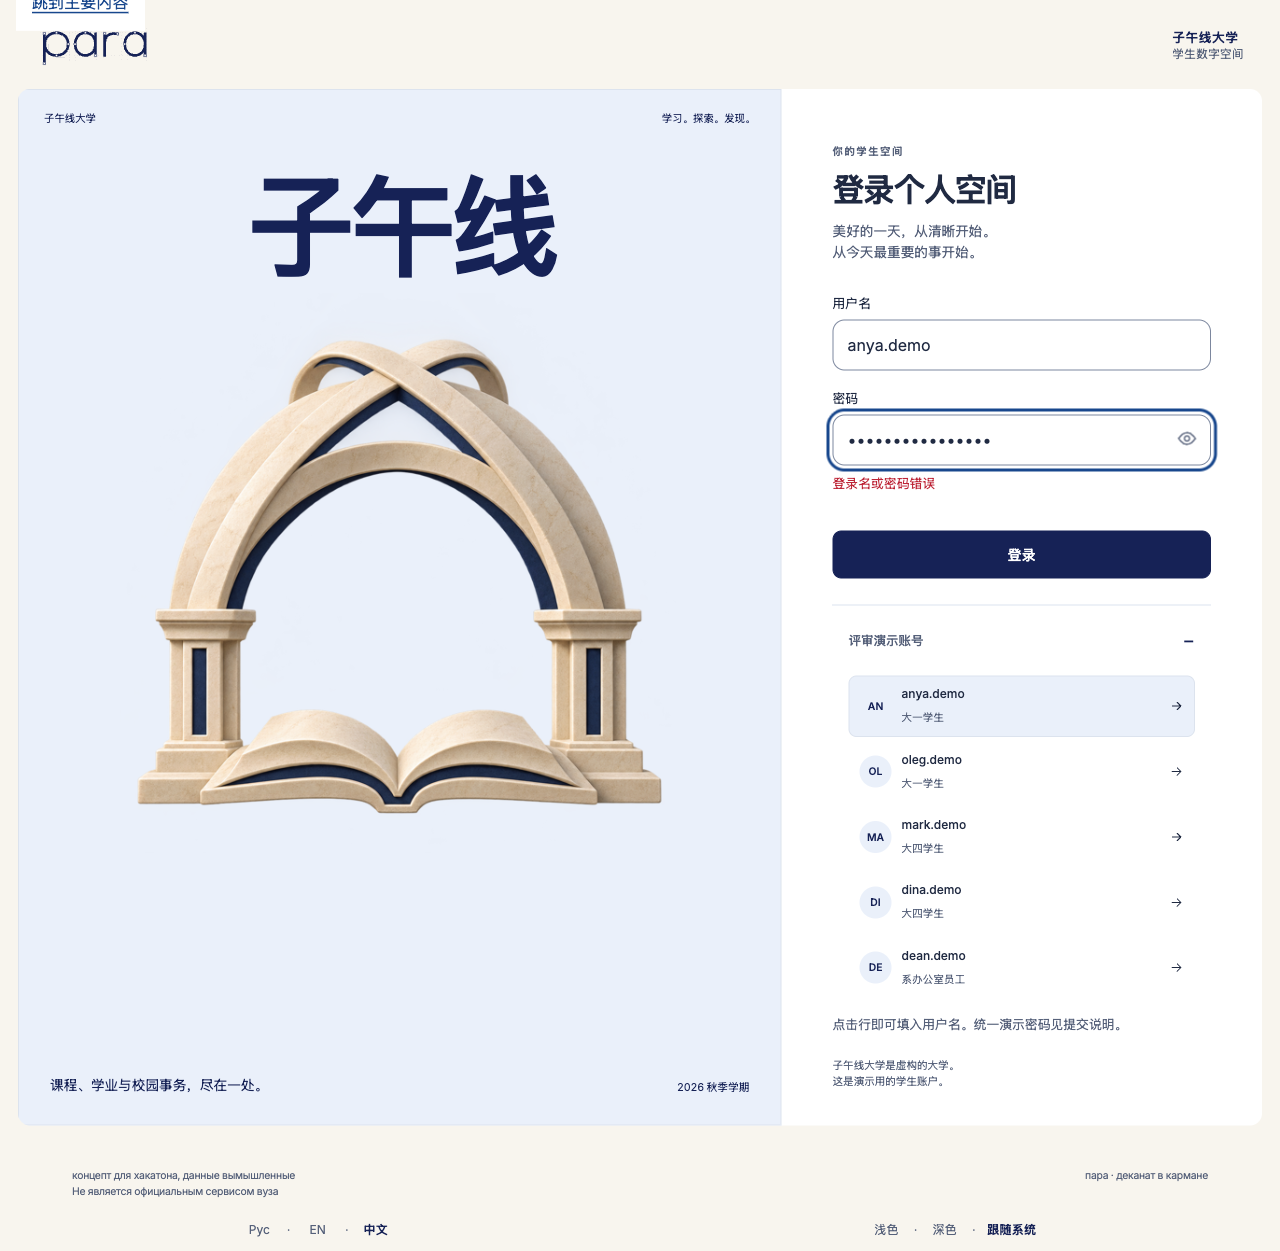 跳到主要内容
para
子午线大学
学生数字空间
子午线大学
学习。探索。发现。
子午线
课程、学业与校园事务，尽在一处。
2026 秋季学期
你的学生空间
登录个人空间
美好的一天，从清晰开始。
从今天最重要的事开始。
用户名
anya.demo
密码
••••••••••••••••
登录名或密码错误
登录
评审演示账号
AN
anya.demo
大一学生
OL
oleg.demo
大一学生
MA
mark.demo
大四学生
DI
dina.demo
大四学生
DE
dean.demo
系办公室员工
点击行即可填入用户名。统一演示密码见提交说明。
子午线大学是虚构的大学。
这是演示用的学生账户。
концепт для хакатона, данные вымышленные
Не является официальным сервисом вуза
пара · деканат в кармане
Рус · EN · 中文
浅色 · 深色 · 跟随系统